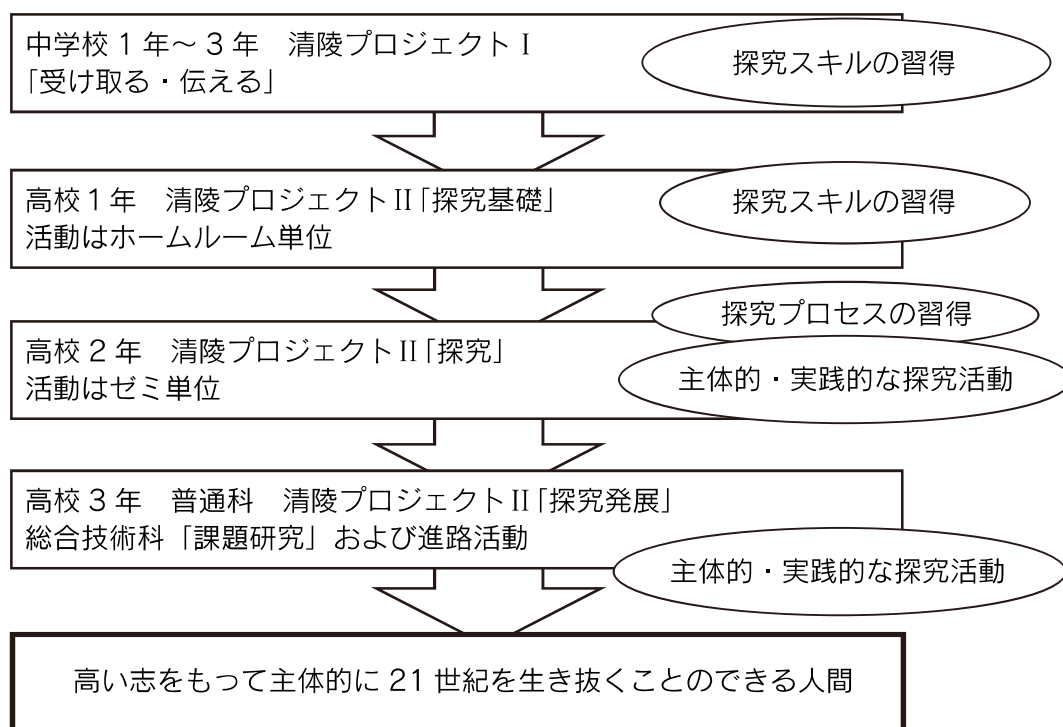 中学校 1 年～ 3 年　清陵プロジェクト I
「受け取る・伝える」
探究スキルの習得
高校 1 年　清陵プロジェクト II「探究基礎」
活動はホームルーム単位
探究スキルの習得
探究プロセスの習得
高校 2 年　清陵プロジェクト II「探究」
活動はゼミ単位
主体的・実践的な探究活動
高校 3 年　普通科　清陵プロジェクト II「探究発展」
総合技術科「課題研究」および進路活動
主体的・実践的な探究活動
高い志をもって主体的に 21 世紀を生き抜くことのできる人間